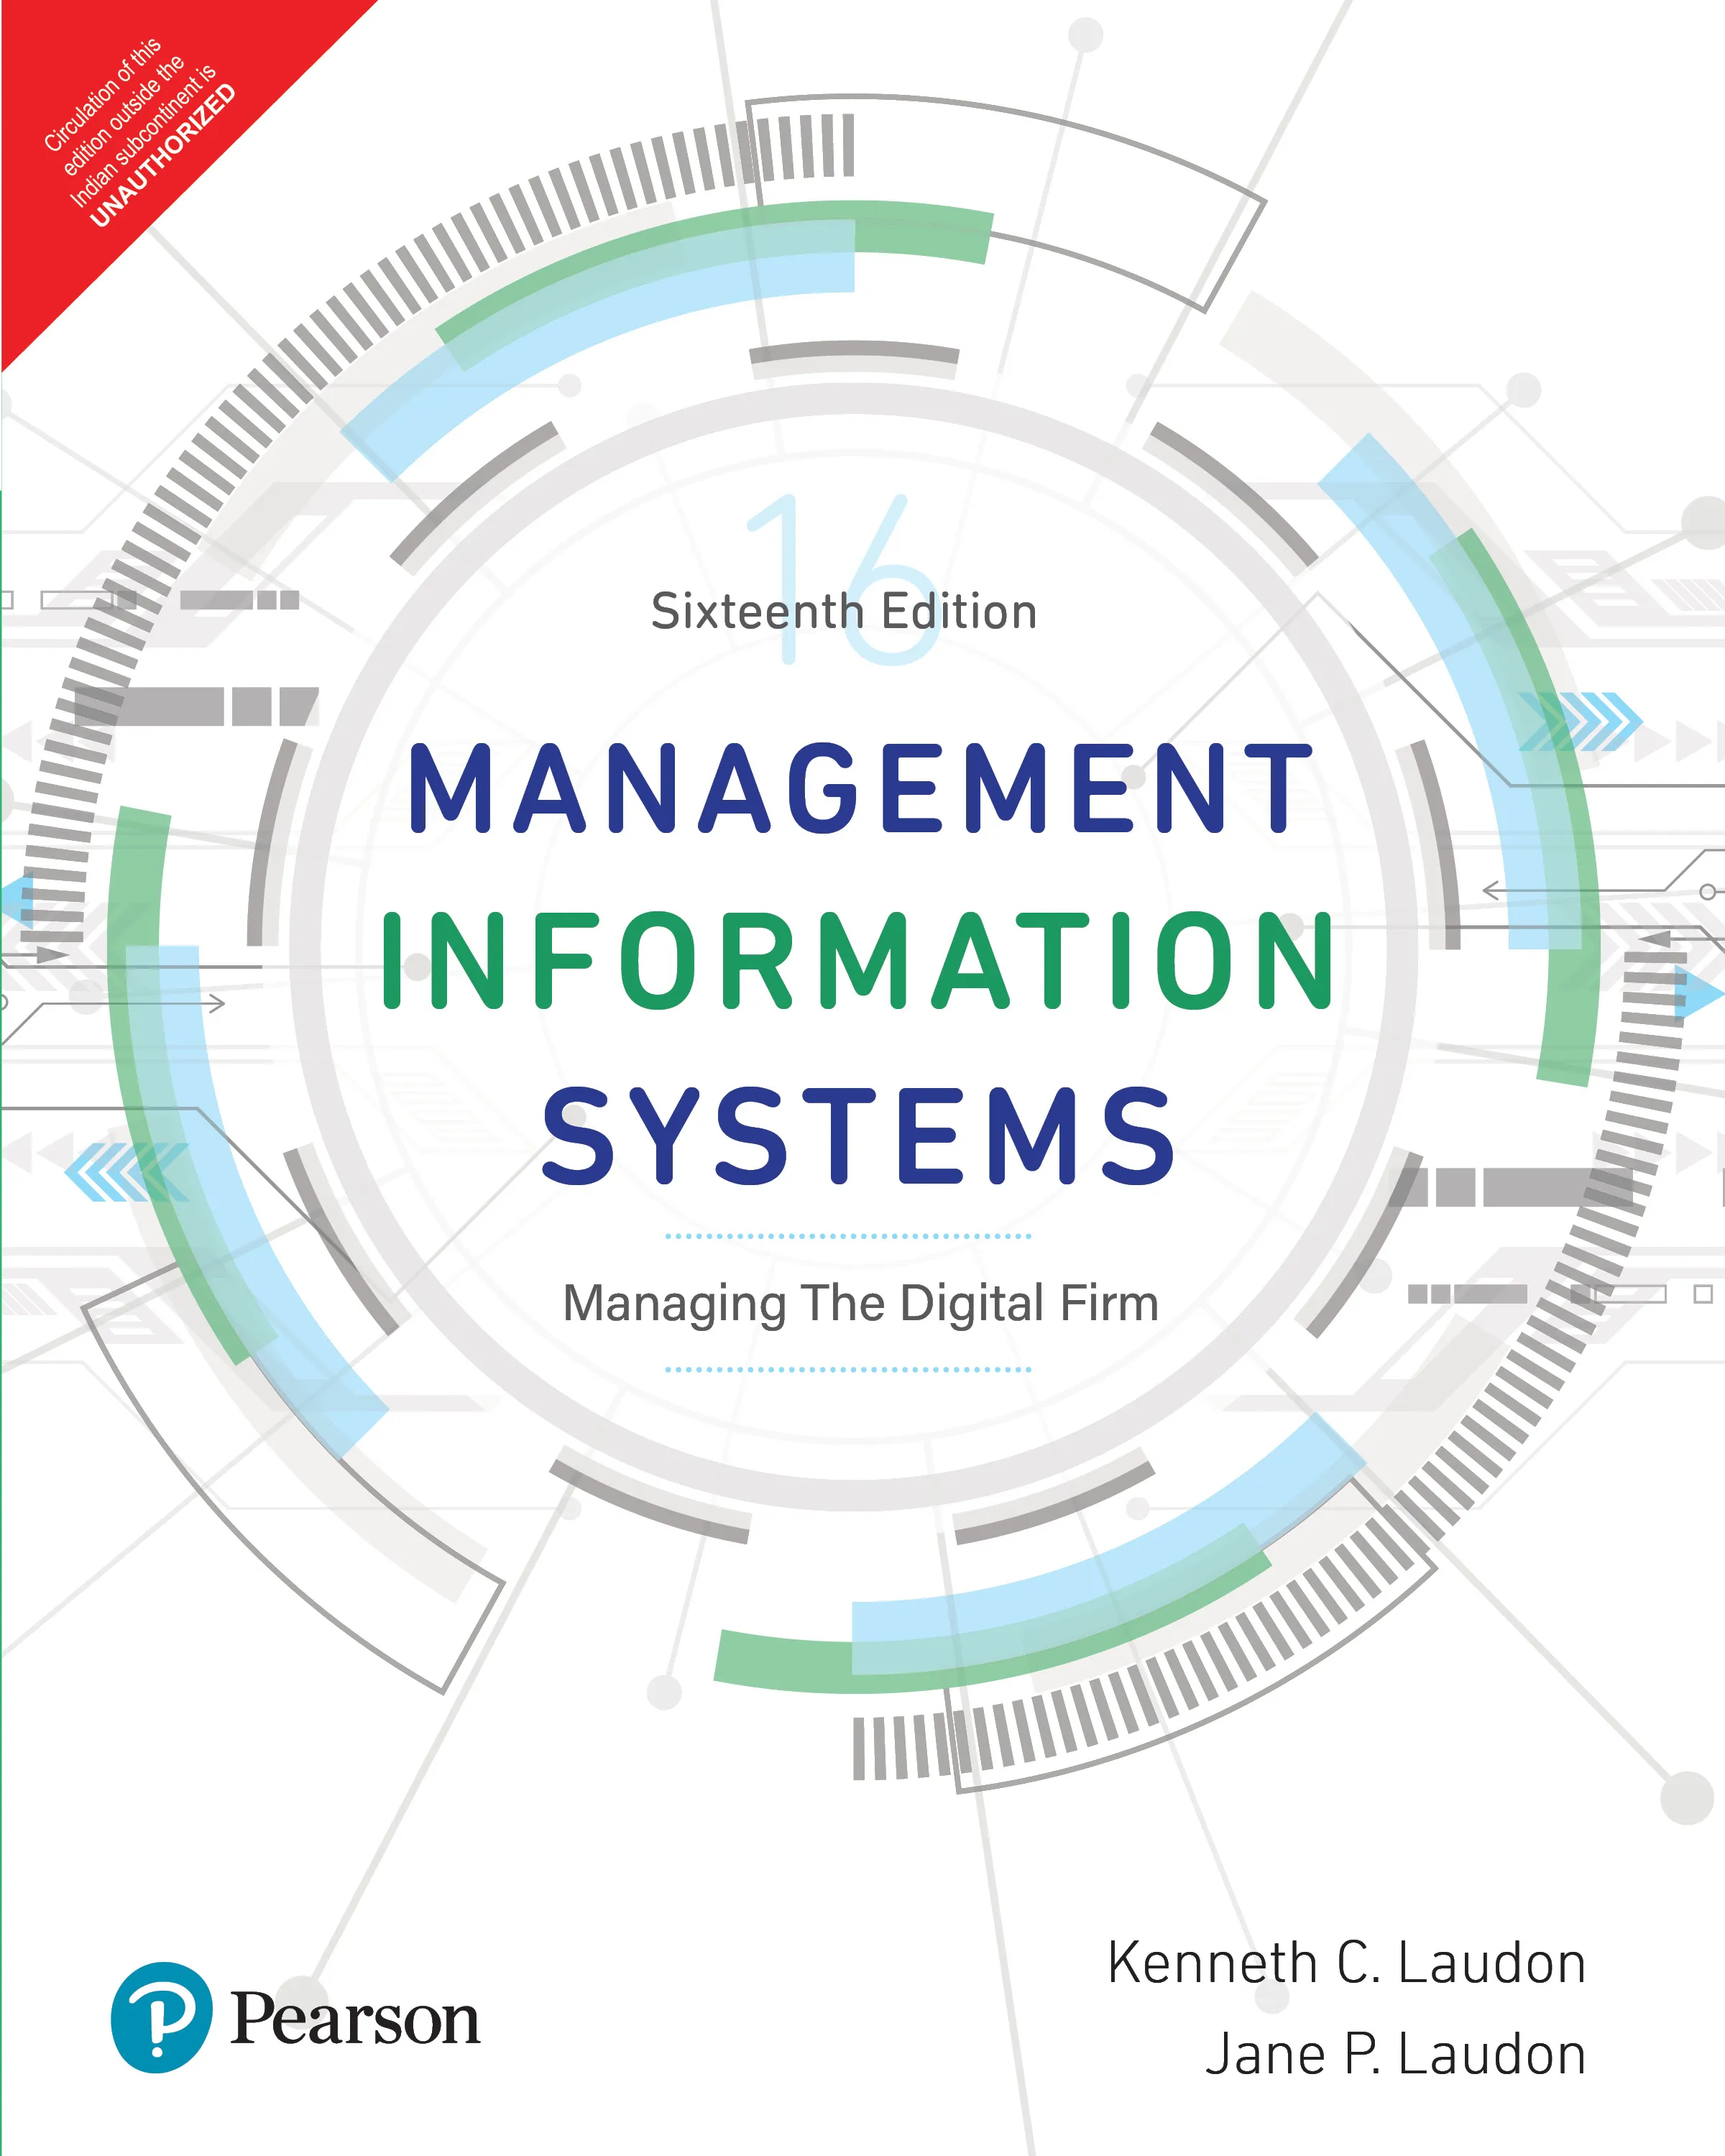 Circulation of this
edition outside the
Indian subcontinent is
UNAUTHORIZED
16
Sixteenth Edition
MANAGEMENT
INFORMATION
SYSTEMS
Managing The Digital Firm
Kenneth C. Laudon
Jane P. Laudon
Pearson